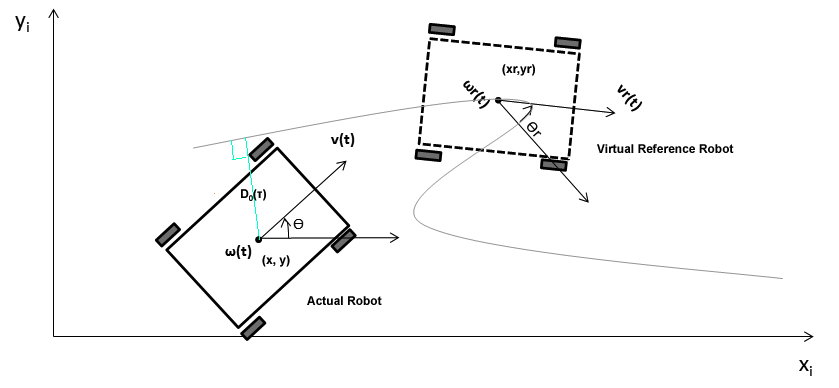 yi
(xr,yr)
ωr(t)
vr(t)
Θr
Virtual Reference Robot
v(t)
D₀(τ)
Θ
ω(t)
(x, y)
Actual Robot
xi